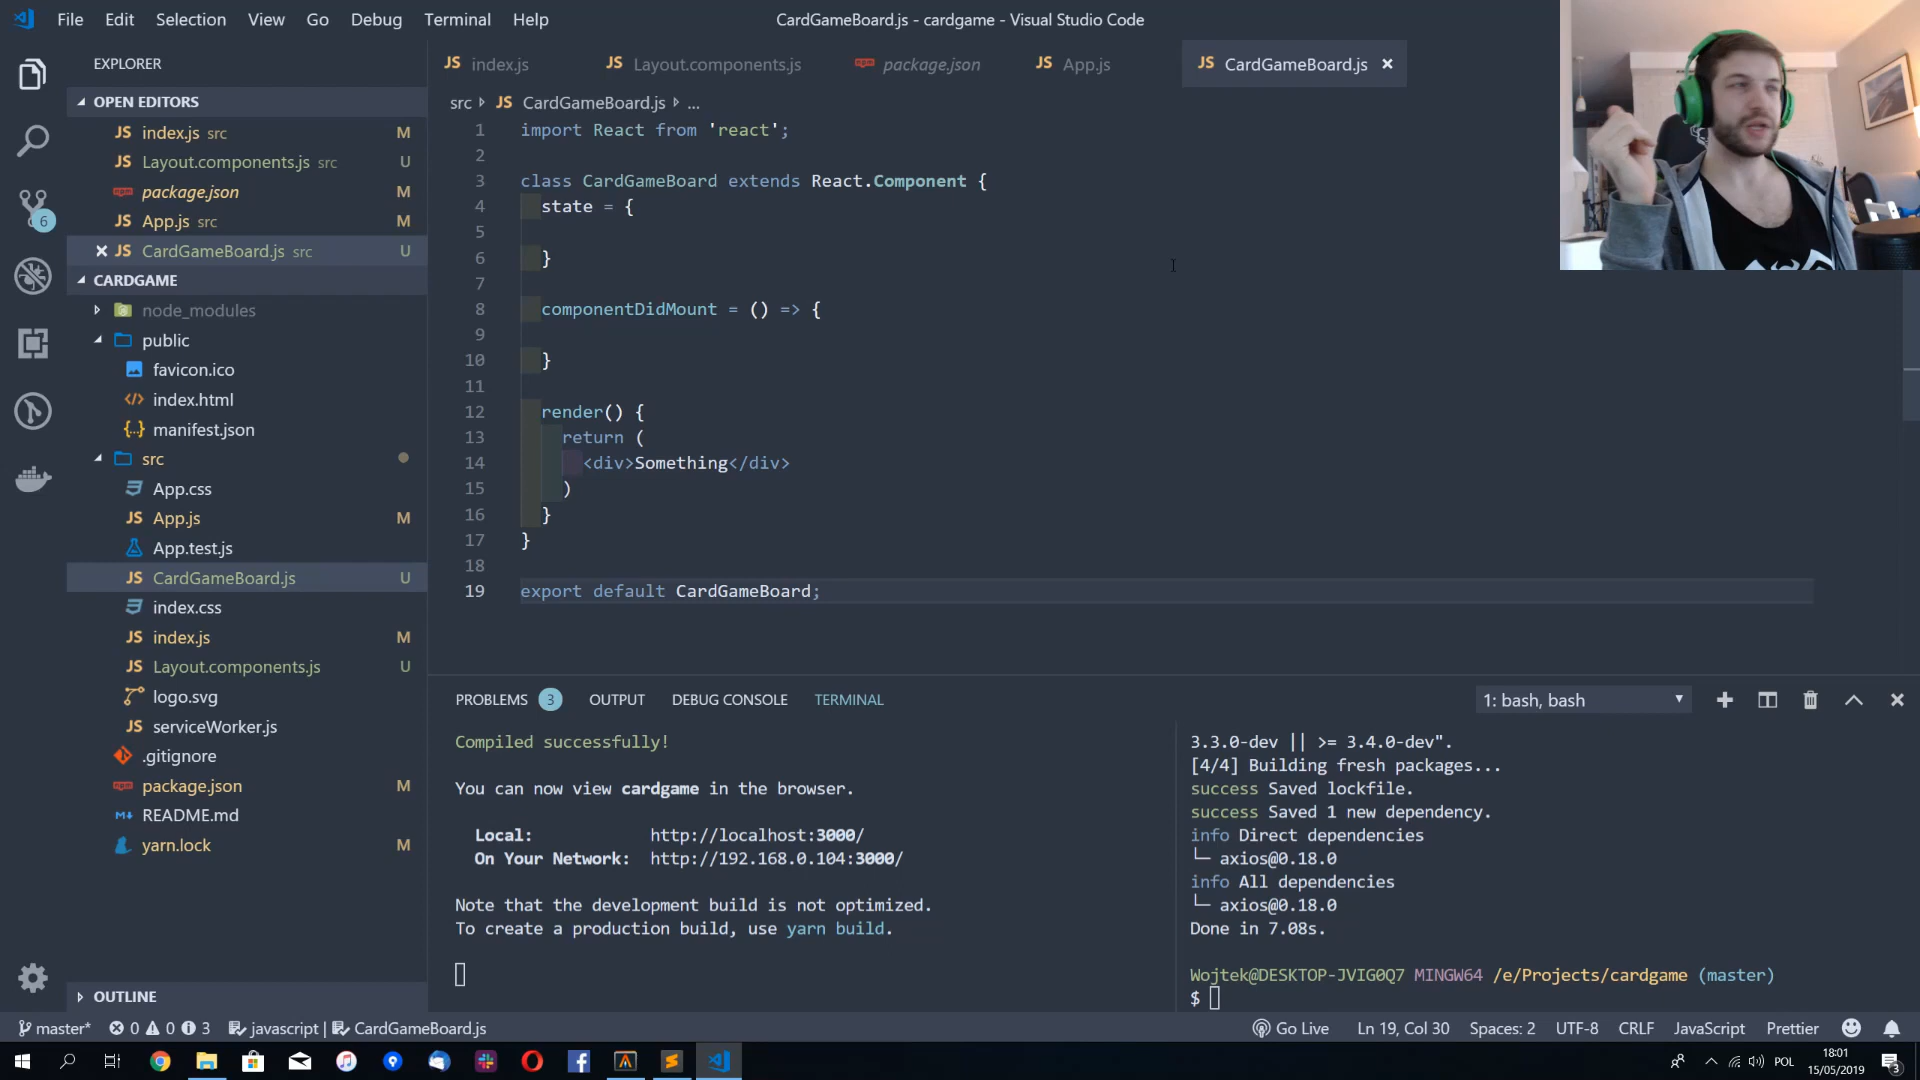 File Edit Selection View Go Debug Terminal Help
CardGameBoard.js - cardgame - Visual Studio Code
EXPLORER
OPEN EDITORS
JS index.js src M
JS Layout.components.js src U
package.json M
JS App.js src M
JS CardGameBoard.js src U
CARDGAME
node_modules
public
favicon.ico
index.html
manifest.json
src
App.css
JS App.js M
App.test.js
JS CardGameBoard.js U
index.css
JS index.js M
JS Layout.components.js U
logo.svg
JS serviceWorker.js
.gitignore
package.json M
README.md
yarn.lock M
OUTLINE
6
JS index.js JS Layout.components.js package.json JS App.js JS CardGameBoard.js
src JS CardGameBoard.js ...
1 import React from 'react';
2
3 class CardGameBoard extends React.Component {
4 state = {
5
6 }
7
8 componentDidMount = () => {
9
10 }
11
12 render() {
13 return (
14 <div>Something</div>
15 )
16 }
17 }
18
19 export default CardGameBoard;
PROBLEMS 3 OUTPUT DEBUG CONSOLE TERMINAL
1: bash, bash
Compiled successfully!
You can now view cardgame in the browser.
Local: http://localhost:3000/
On Your Network: http://192.168.0.104:3000/
Note that the development build is not optimized.
To create a production build, use yarn build.
3.3.0-dev || >= 3.4.0-dev".
[4/4] Building fresh packages...
success Saved lockfile.
success Saved 1 new dependency.
info Direct dependencies
└─ axios@0.18.0
info All dependencies
└─ axios@0.18.0
Done in 7.08s.
Wojtek@DESKTOP-JVIG0Q7 MINGW64 /e/Projects/cardgame (master)
$
master* 0 0 3 javascript | CardGameBoard.js
Go Live Ln 19, Col 30 Spaces: 2 UTF-8 CRLF JavaScript Prettier
POL
18:01
15/05/2019
3